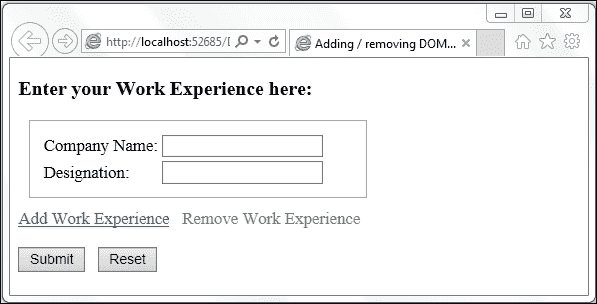 http://localhost:52685/D
Adding / removing DOM...
Enter your Work Experience here:
Company Name:
Designation:
Add Work Experience Remove Work Experience
Submit Reset